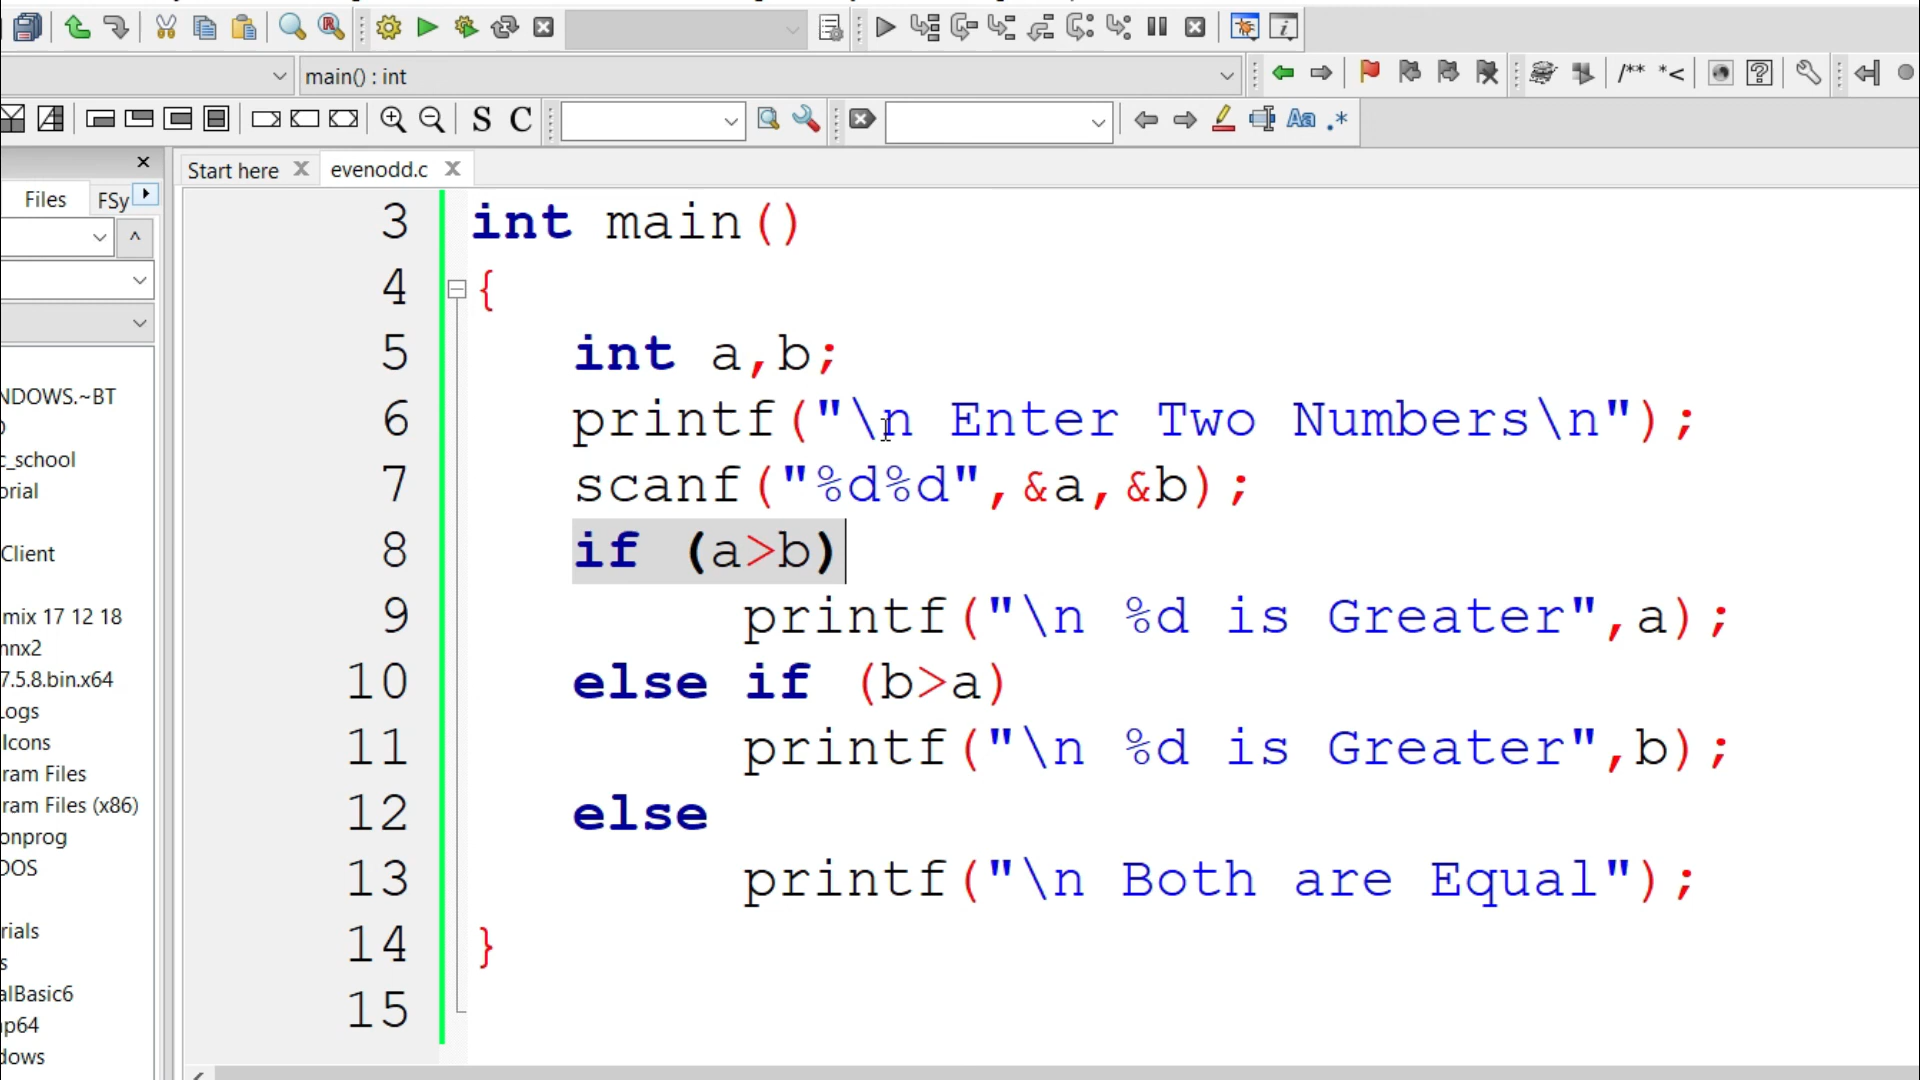 main() : int
S C
/** *<
Aa .*
Start here
evenodd.c
Files FSy
NDOWS.~BT
c_school
orial
Client
mix 17 12 18
nnx2
7.5.8.bin.x64
Logs
Icons
ram Files
ram Files (x86)
onprog
DOS
rials
s
alBasic6
np64
dows
3 int main()
4 {
5 int a,b;
6 printf("\n Enter Two Numbers\n");
7 scanf("%d%d",&a,&b);
8 if (a>b)
9 printf("\n %d is Greater",a);
10 else if (b>a)
11 printf("\n %d is Greater",b);
12 else
13 printf("\n Both are Equal");
14 }
15